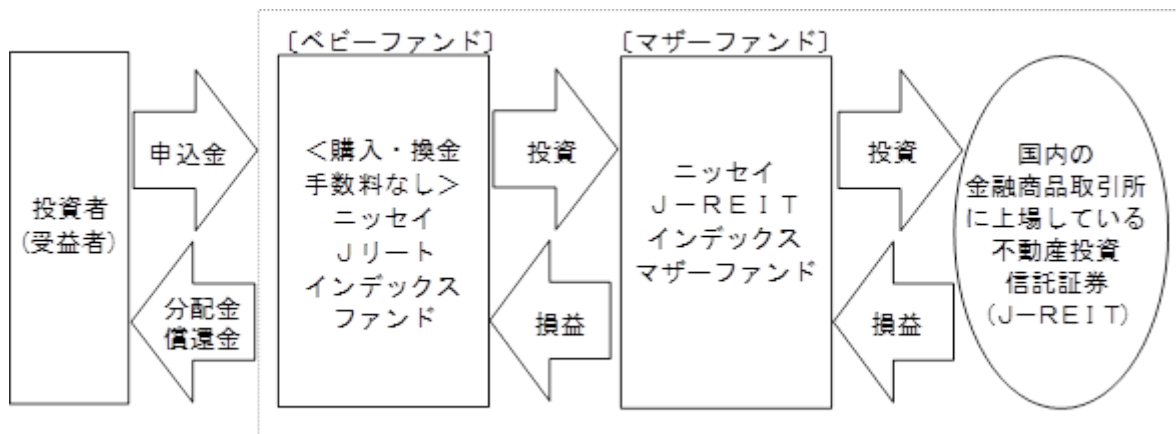 投資者
(受益者)
申込金
分配金
償還金
[ベビーファンド]
<購入・換金
手数料なし>
ニッセイ
Jリート
インデックス
ファンド
投資
損益
[マザーファンド]
ニッセイ
J-REIT
インデックス
マザーファンド
投資
損益
国内の
金融商品取引所
に上場している
不動産投資
信託証券
(J-REIT)